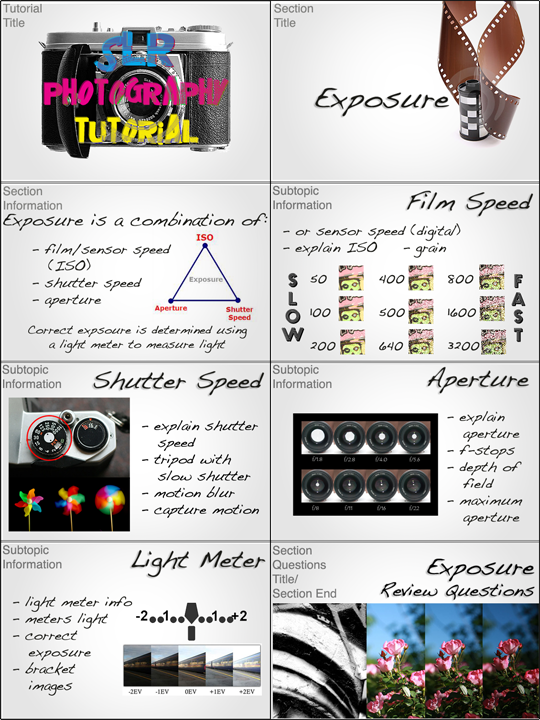 Tutorial
Title
SLR
PHOTOGRAPHY
TUTORIAL
Section
Title
Exposure
Section
Information
Exposure is a combination of:
- film/sensor speed
(ISO)
- shutter speed
- aperture
ISO
Exposure
Aperture
Shutter
Speed
Correct expsoure is determined using
a light meter to measure light
Subtopic
Information
Film Speed
- or sensor speed (digital)
- explain ISO - grain
SLOW
50 400 800
100 500 1600
200 640 3200
FAST
Subtopic
Information
Shutter Speed
- explain shutter
speed
- tripod with
slow shutter
- motion blur
- capture motion
Subtopic
Information
Aperture
f/1.8 f/2.8 f/4.0 f/5.6
f/8 f/11 f/16 f/22
- explain
aperture
- f-stops
- depth of
field
- maximum
aperture
Subtopic
Information
Light Meter
- light meter info
- meters light
- correct
exposure
- bracket
images
-2 1 1 +2
-2EV -1EV 0EV +1EV +2EV
Section
Questions
Title/
Section End
Exposure
Review Questions